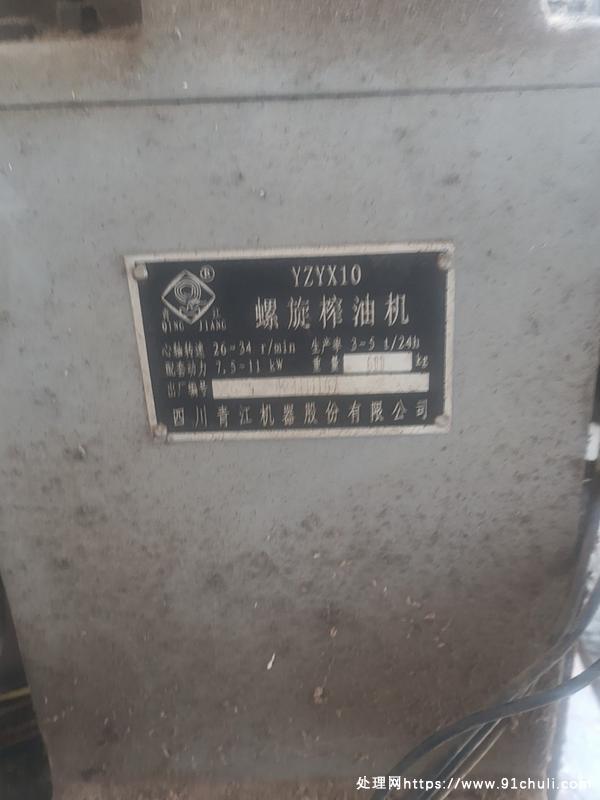 YZYX10
®
QING JIANG
螺旋榨油机
心轴转速 26-34 r/min 生产率 3-5 t/24h
配套动力 7.5-11 kW 重量 kg
出厂编号
四川青江机器股份有限公司
处理网https://www.91chuli.com